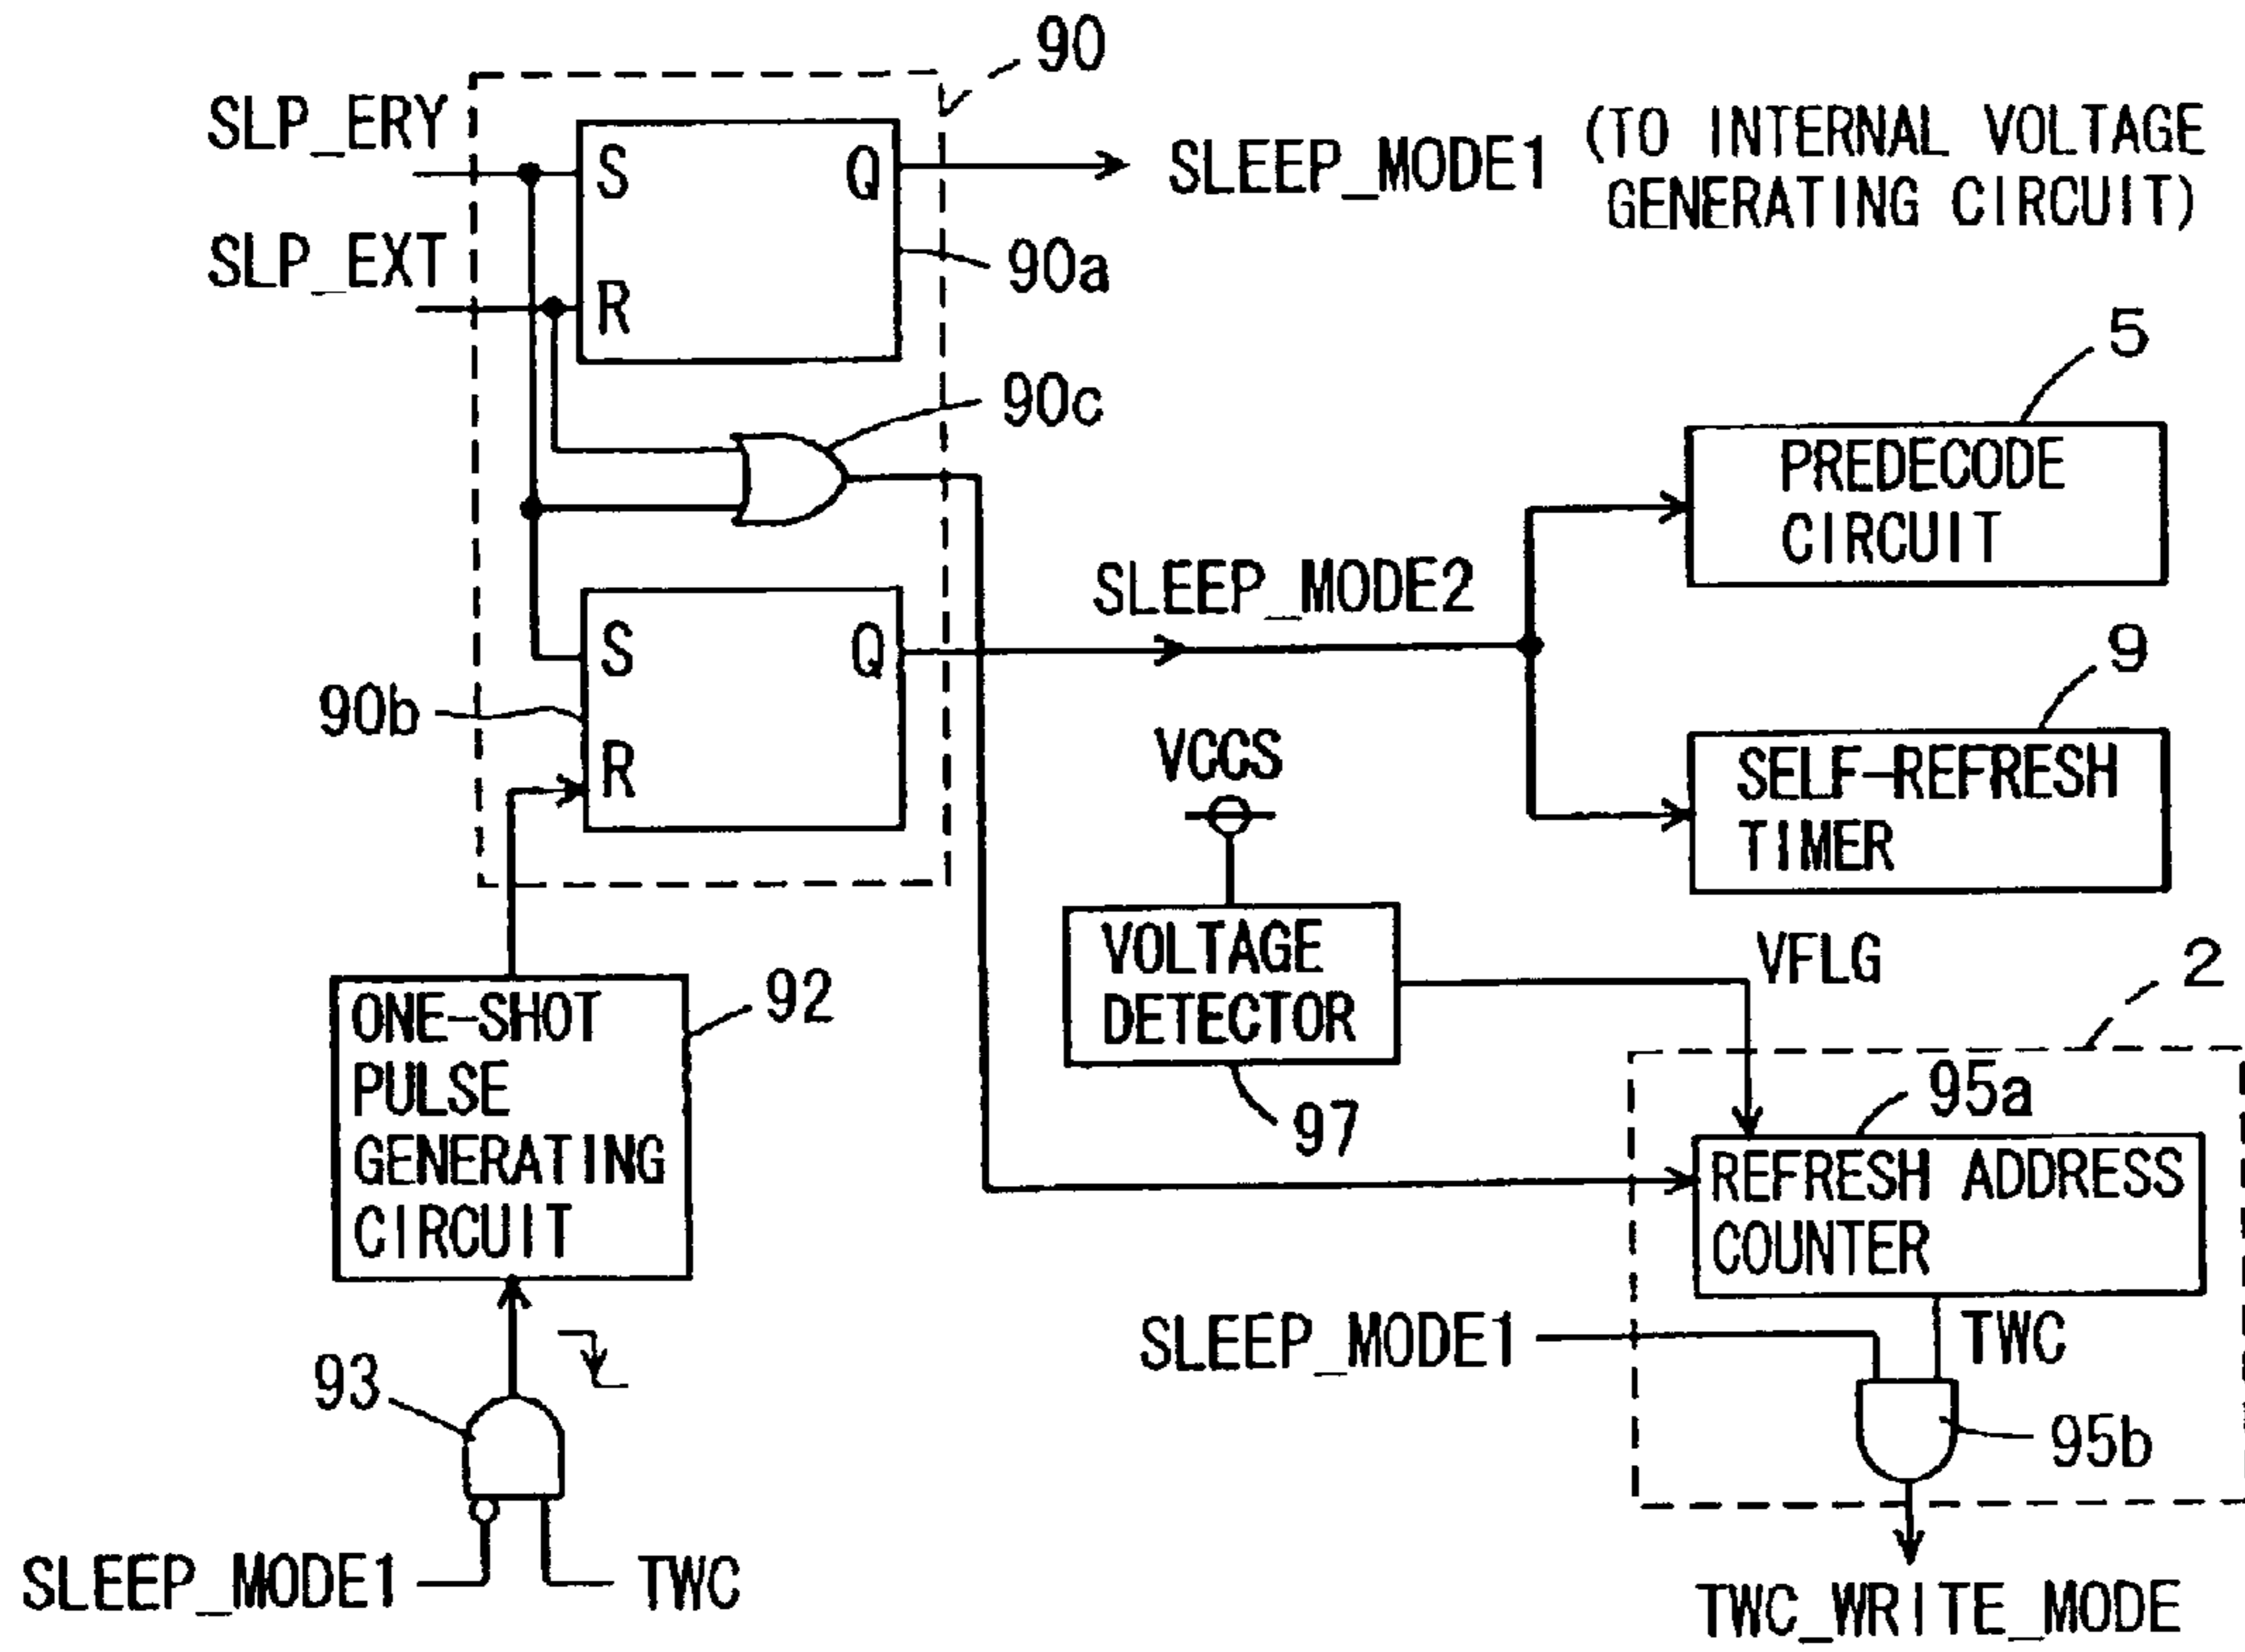 90
SLP_ERY
S
Q
SLEEP_MODE1
(TO INTERNAL VOLTAGE
GENERATING CIRCUIT)
SLP_EXT
R
90a
90c
5
PREDECODE
CIRCUIT
SLEEP_MODE2
S
Q
90b
R
9
SELF-REFRESH
TIMER
VCCS
VOLTAGE
DETECTOR
97
VFLG
2
ONE-SHOT
PULSE
GENERATING
CIRCUIT
92
95a
REFRESH ADDRESS
COUNTER
SLEEP_MODE1
TWC
93
95b
SLEEP_MODE1
TWC
TWC_WRITE_MODE